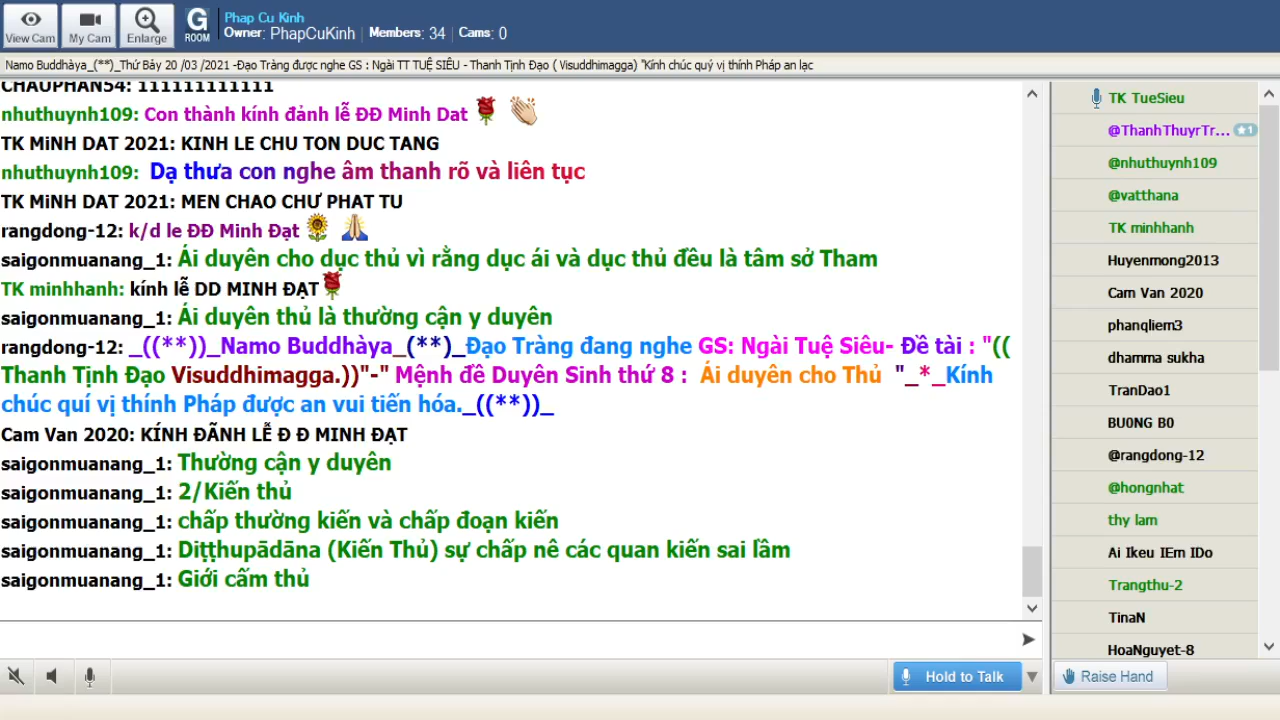 View Cam
My Cam
Enlarge
G
ROOM
Phap Cu Kinh
Owner: PhapCuKinh Members: 34 Cams: 0
Namo Buddhàya_(**)_Thứ Bảy 20 /03 /2021 -Đạo Tràng được nghe GS : Ngài TT TUỆ SIÊU - Thanh Tịnh Đạo ( Visuddhimagga) "Kính chúc quý vị thính Pháp an lạc
CHAUPHAN54: 111111111111
nhuthuynh109: Con thành kính đảnh lễ ĐĐ Minh Dat
TK MiNH DAT 2021: KINH LE CHU TON DUC TANG
nhuthuynh109: Dạ thưa con nghe âm thanh rõ và liên tục
TK MiNH DAT 2021: MEN CHAO CHƯ PHAT TU
rangdong-12: k/d le ĐĐ Minh Đạt
saigonmuanang_1: Ái duyên cho dục thủ vì rằng dục ái và dục thủ đều là tâm sở Tham
TK minhhanh: kính lễ DD MINH ĐẠT
saigonmuanang_1: Ái duyên thủ là thường cận y duyên
rangdong-12: _((**))_Namo Buddhàya_(**)_Đạo Tràng đang nghe GS: Ngài Tuệ Siêu- Đề tài : "((
Thanh Tịnh Đạo Visuddhimagga.))"-" Mệnh đề Duyên Sinh thứ 8 : Ái duyên cho Thủ "_*_Kính
chúc quí vị thính Pháp được an vui tiến hóa._((**))_
Cam Van 2020: KÍNH ĐÃNH LỄ Đ Đ MINH ĐẠT
saigonmuanang_1: Thường cận y duyên
saigonmuanang_1: 2/Kiến thủ
saigonmuanang_1: chấp thường kiến và chấp đoạn kiến
saigonmuanang_1: Diṭṭhupādāna (Kiến Thủ) sự chấp nê các quan kiến sai lầm
saigonmuanang_1: Giới cấm thủ
Hold to Talk
TK TueSieu
@ThanhThuyrTr... ★1
@nhuthuynh109
@vatthana
TK minhhanh
Huyenmong2013
Cam Van 2020
phanqliem3
dhamma sukha
TranDao1
BU0NG B0
@rangdong-12
@hongnhat
thy lam
Ai Ikeu IEm IDo
Trangthu-2
TinaN
HoaNguyet-8
Raise Hand